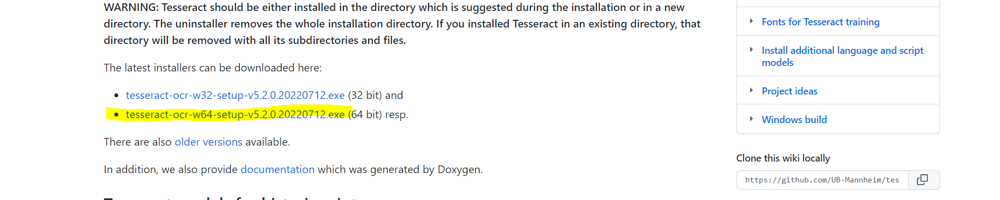 WARNING: Tesseract should be either installed in the directory which is suggested during the installation or in a new
directory. The uninstaller removes the whole installation directory. If you installed Tesseract in an existing directory, that
directory will be removed with all its subdirectories and files.
The latest installers can be downloaded here:
• tesseract-ocr-w32-setup-v5.2.0.20220712.exe (32 bit) and
• tesseract-ocr-w64-setup-v5.2.0.20220712.exe (64 bit) resp.
There are also older versions available.
In addition, we also provide documentation which was generated by Doxygen.
Fonts for Tesseract training
Install additional language and script
models
Project ideas
Windows build
Clone this wiki locally
https://github.com/UB-Mannheim/tes